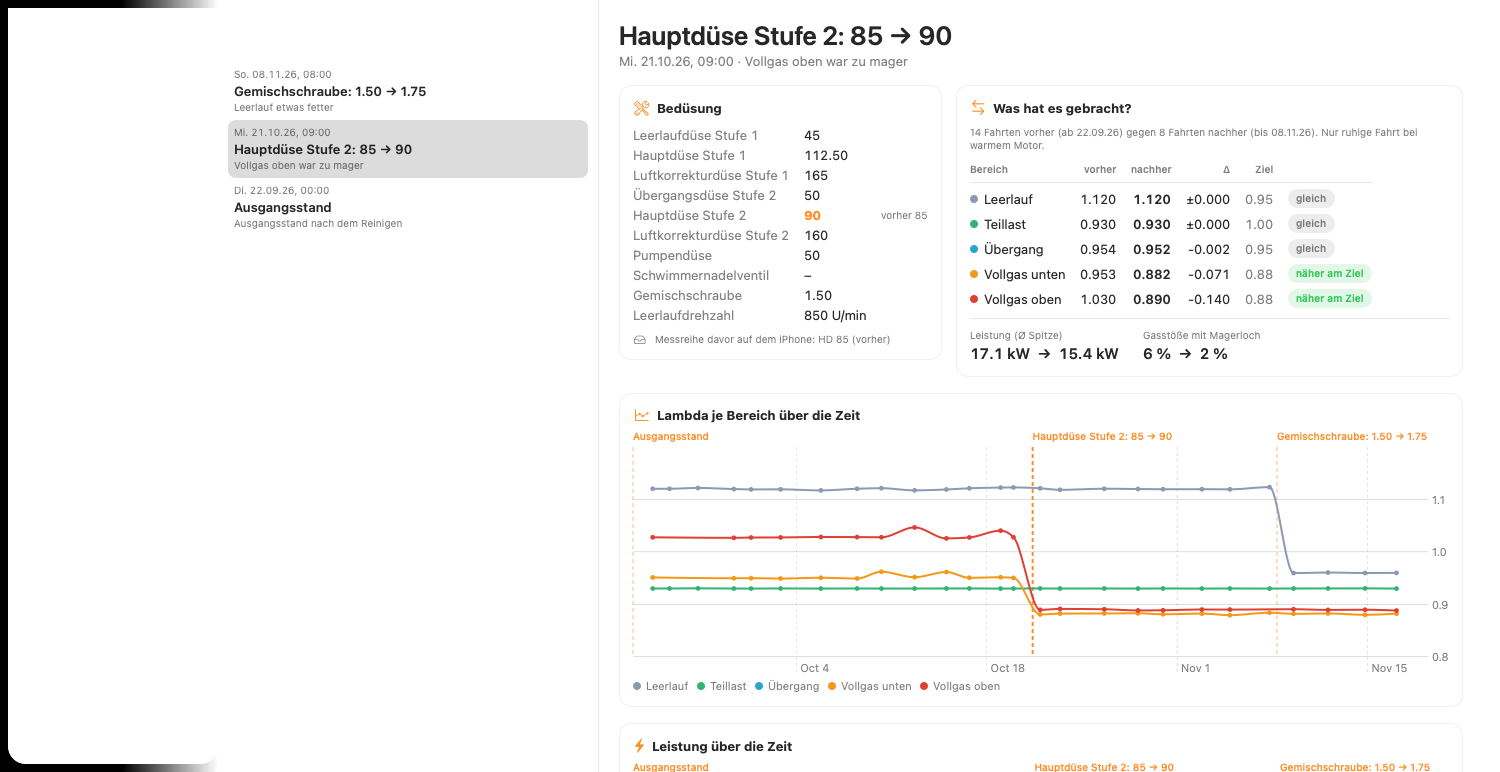 So. 08.11.26, 08:00
Gemischschraube: 1.50 → 1.75
Leerlauf etwas fetter
Mi. 21.10.26, 09:00
Hauptdüse Stufe 2: 85 → 90
Vollgas oben war zu mager
Di. 22.09.26, 00:00
Ausgangsstand
Ausgangsstand nach dem Reinigen
Hauptdüse Stufe 2: 85 → 90
Mi. 21.10.26, 09:00 · Vollgas oben war zu mager
Bedüsung
Leerlaufdüse Stufe 1 45
Hauptdüse Stufe 1 112.50
Luftkorrekturdüse Stufe 1 165
Übergangsdüse Stufe 2 50
Hauptdüse Stufe 2 90 vorher 85
Luftkorrekturdüse Stufe 2 160
Pumpendüse 50
Schwimmernadelventil –
Gemischschraube 1.50
Leerlaufdrehzahl 850 U/min
Messreihe davor auf dem iPhone: HD 85 (vorher)
Was hat es gebracht?
14 Fahrten vorher (ab 22.09.26) gegen 8 Fahrten nachher (bis 08.11.26). Nur ruhige Fahrt bei
warmem Motor.
Bereich vorher nachher Δ Ziel
Leerlauf 1.120 1.120 ±0.000 0.95 gleich
Teillast 0.930 0.930 ±0.000 1.00 gleich
Übergang 0.954 0.952 -0.002 0.95 gleich
Vollgas unten 0.953 0.882 -0.071 0.88 näher am Ziel
Vollgas oben 1.030 0.890 -0.140 0.88 näher am Ziel
Leistung (Ø Spitze) Gasstöße mit Magerloch
17.1 kW → 15.4 kW 6 % → 2 %
Lambda je Bereich über die Zeit
Ausgangsstand Hauptdüse Stufe 2: 85 → 90 Gemischschraube: 1.50 → 1.75
1.1
1.0
0.9
0.8
Oct 4 Oct 18 Nov 1 Nov 15
Leerlauf Teillast Übergang Vollgas unten Vollgas oben
Leistung über die Zeit
Ausgangsstand Hauptdüse Stufe 2: 85 → 90 Gemischschraube: 1.50 → 1.75